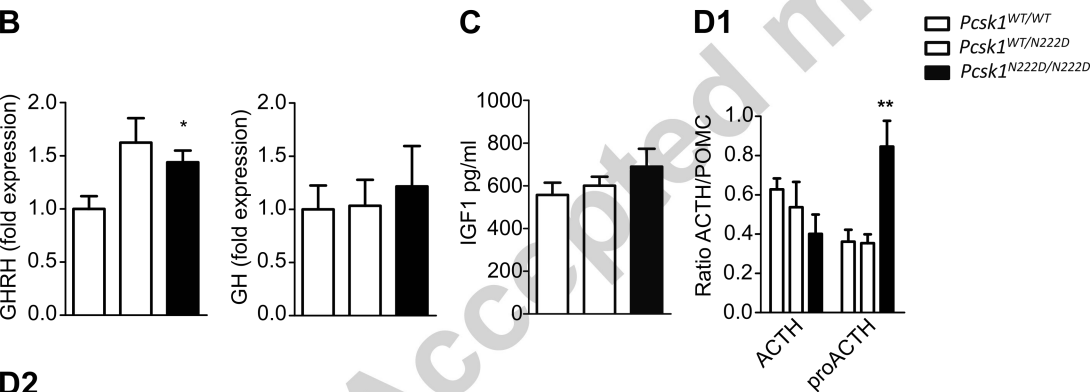 B
C
D1
Pcsk1WT/WT
Pcsk1WT/N222D
Pcsk1N222D/N222D
GHRH (fold expression)
2.0
1.5
1.0
0.5
0.0
*
GH (fold expression)
2.0
1.5
1.0
0.5
0.0
IGF1 pg/ml
1000
800
600
400
200
0
Ratio ACTH/POMC
1.0
0.8
0.6
0.4
0.2
0.0
**
ACTH
proACTH
D2
Accepted m